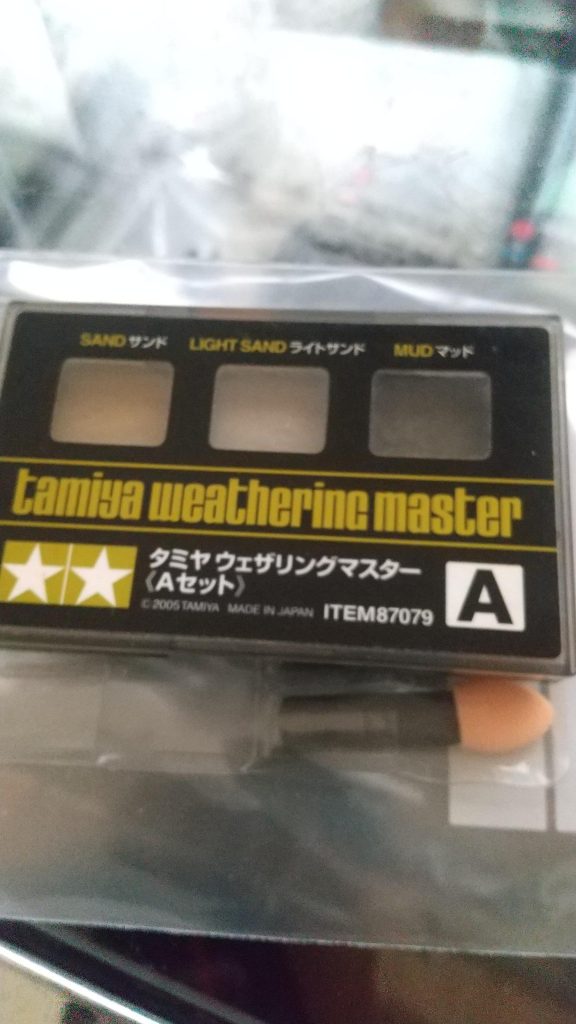 SAND サンド LIGHT SAND ライトサンド MUD マッド
tamiya weathering master
タミヤ ウェザリングマスター
《Aセット》
© 2005 TAMIYA MADE IN JAPAN ITEM87079
A